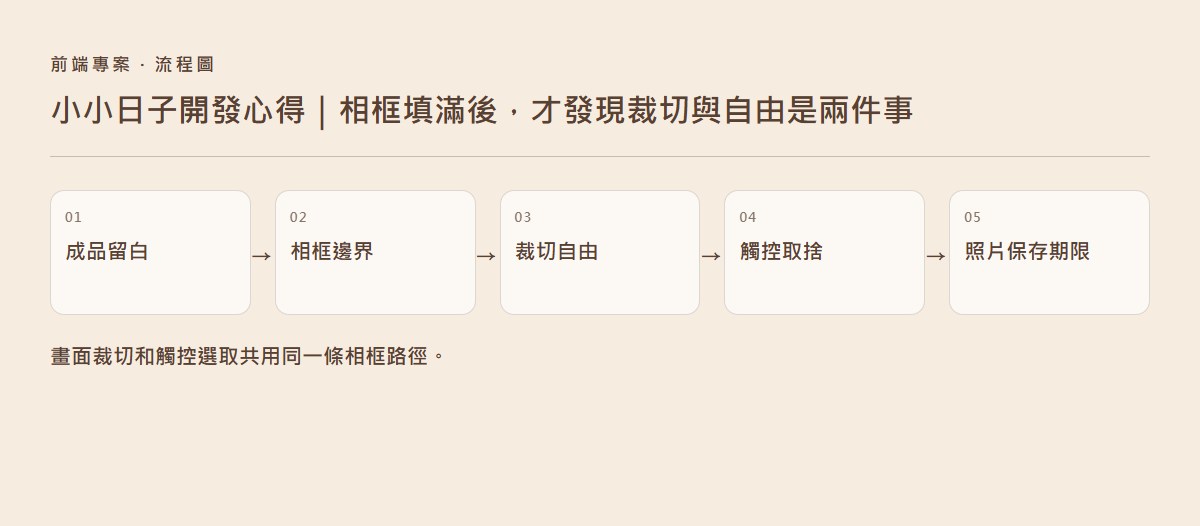 前端專案 · 流程圖
小小日子開發心得｜相框填滿後，才發現裁切與自由是兩件事
01
成品留白
→
02
相框邊界
→
03
裁切自由
→
04
觸控取捨
→
05
照片保存期限
畫面裁切和觸控選取共用同一條相框路徑。